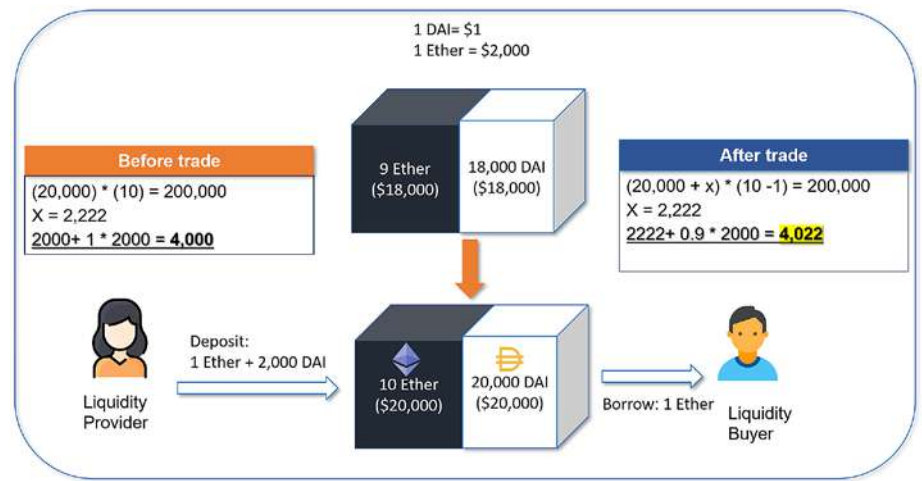 1 DAI= $1
1 Ether = $2,000
Before trade
(20,000) * (10) = 200,000
X = 2,222
2000+ 1 * 2000 = 4,000
9 Ether
($18,000)
18,000 DAI
($18,000)
After trade
(20,000 + x) * (10 -1) = 200,000
X = 2,222
2222+ 0.9 * 2000 = 4,022
Liquidity
Provider
Deposit:
1 Ether + 2,000 DAI
10 Ether
($20,000)
20,000 DAI
($20,000)
Borrow: 1 Ether
Liquidity
Buyer